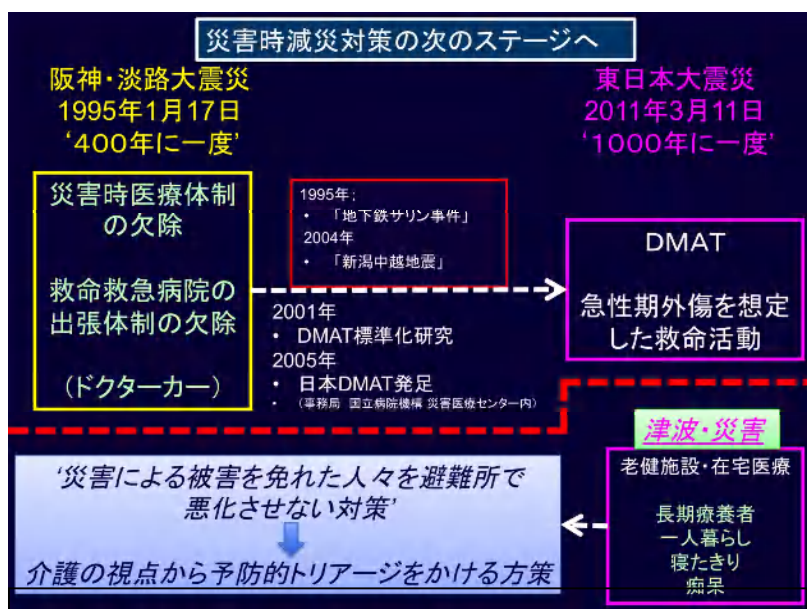 災害時減災対策の次のステージへ
阪神・淡路大震災
1995年1月17日
‘400年に一度’
東日本大震災
2011年3月11日
‘1000年に一度’
災害時医療体制
の欠除
救命救急病院の
出張体制の欠除
(ドクターカー)
1995年;
• 「地下鉄サリン事件」
2004年
• 「新潟中越地震」
2001年
• DMAT標準化研究
2005年
• 日本DMAT発足
• (事務局 国立病院機構 災害医療センター内)
DMAT
急性期外傷を想定
した救命活動
津波・災害
老健施設・在宅医療
長期療養者
一人暮らし
寝たきり
痴呆
‘災害による被害を免れた人々を避難所で
悪化させない対策’
介護の視点から予防的トリアージをかける方策